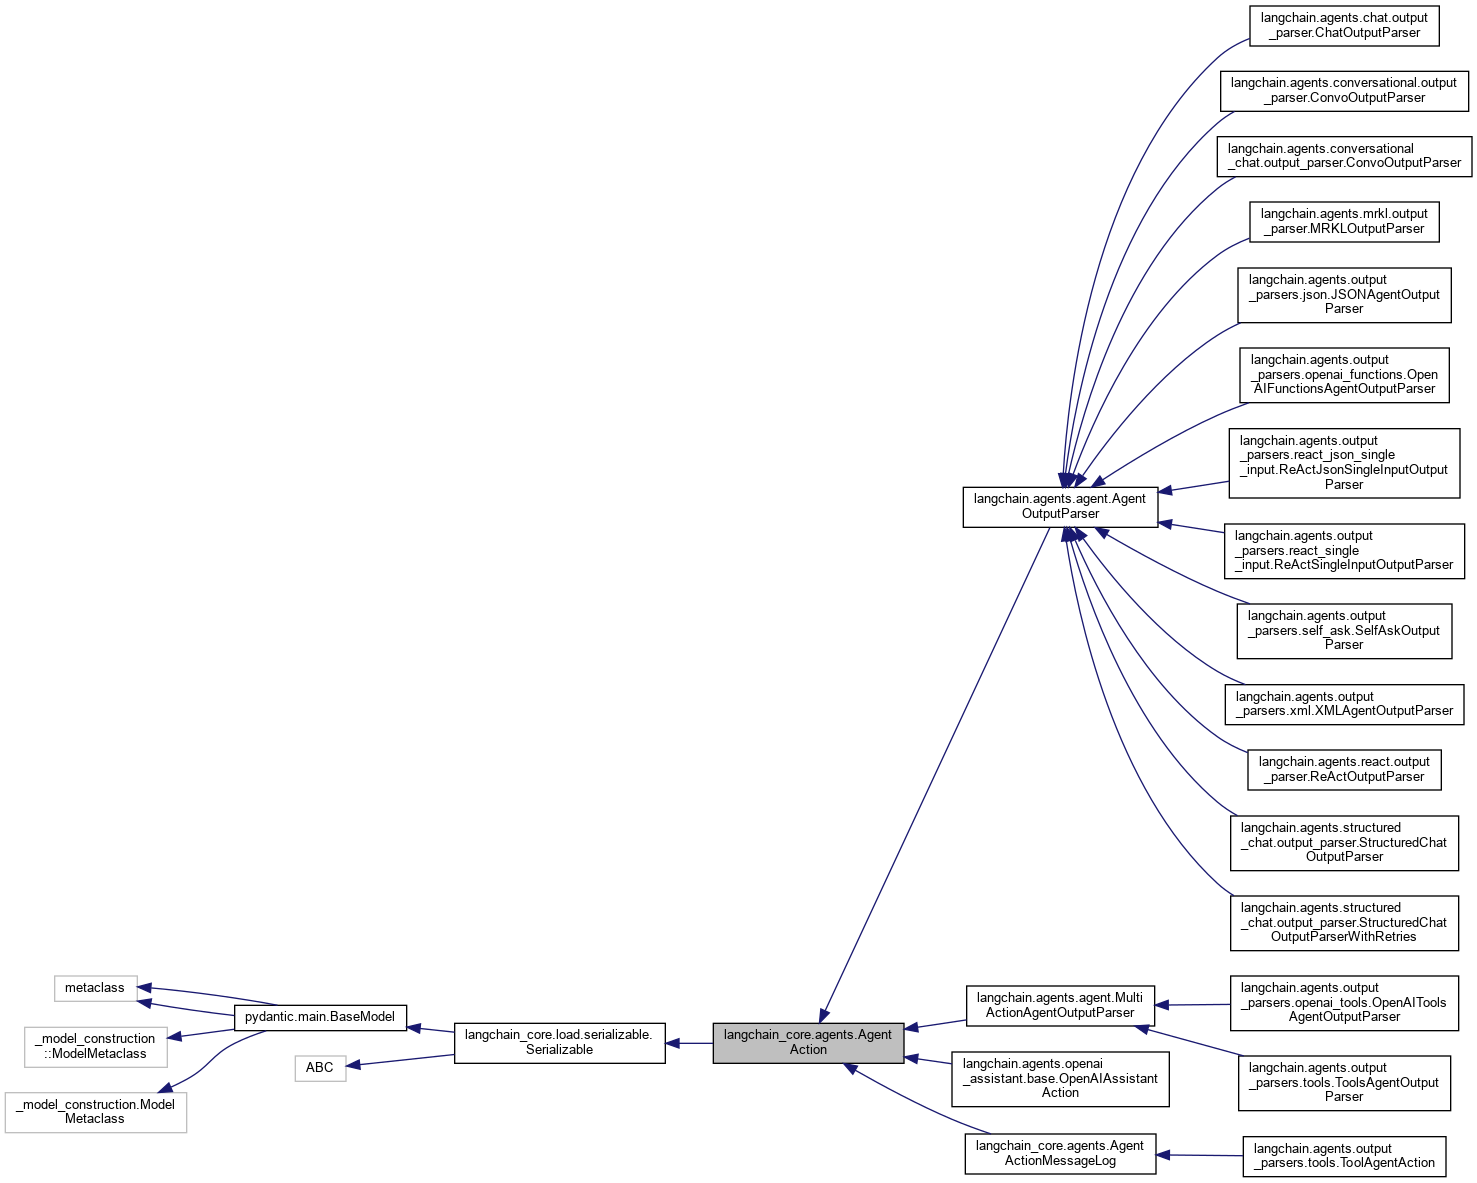 langchain.agents.chat.output
_parser.ChatOutputParser
langchain.agents.conversational.output
_parser.ConvoOutputParser
langchain.agents.conversational
_chat.output_parser.ConvoOutputParser
langchain.agents.mrkl.output
_parser.MRKLOutputParser
langchain.agents.output
_parsers.json.JSONAgentOutput
Parser
langchain.agents.output
_parsers.openai_functions.Open
AIFunctionsAgentOutputParser
langchain.agents.output
_parsers.react_json_single
_input.ReActJsonSingleInputOutput
Parser
langchain.agents.agent.Agent
OutputParser
langchain.agents.output
_parsers.react_single
_input.ReActSingleInputOutputParser
langchain.agents.output
_parsers.self_ask.SelfAskOutput
Parser
langchain.agents.output
_parsers.xml.XMLAgentOutputParser
langchain.agents.react.output
_parser.ReActOutputParser
langchain.agents.structured
_chat.output_parser.StructuredChat
OutputParser
langchain.agents.structured
_chat.output_parser.StructuredChat
OutputParserWithRetries
metaclass
pydantic.main.BaseModel
_model_construction
::ModelMetaclass
ABC
_model_construction.Model
Metaclass
langchain_core.load.serializable.
Serializable
langchain_core.agents.Agent
Action
langchain.agents.agent.Multi
ActionAgentOutputParser
langchain.agents.openai
_assistant.base.OpenAIAssistant
Action
langchain_core.agents.Agent
ActionMessageLog
langchain.agents.output
_parsers.openai_tools.OpenAITools
AgentOutputParser
langchain.agents.output
_parsers.tools.ToolsAgentOutput
Parser
langchain.agents.output
_parsers.tools.ToolAgentAction